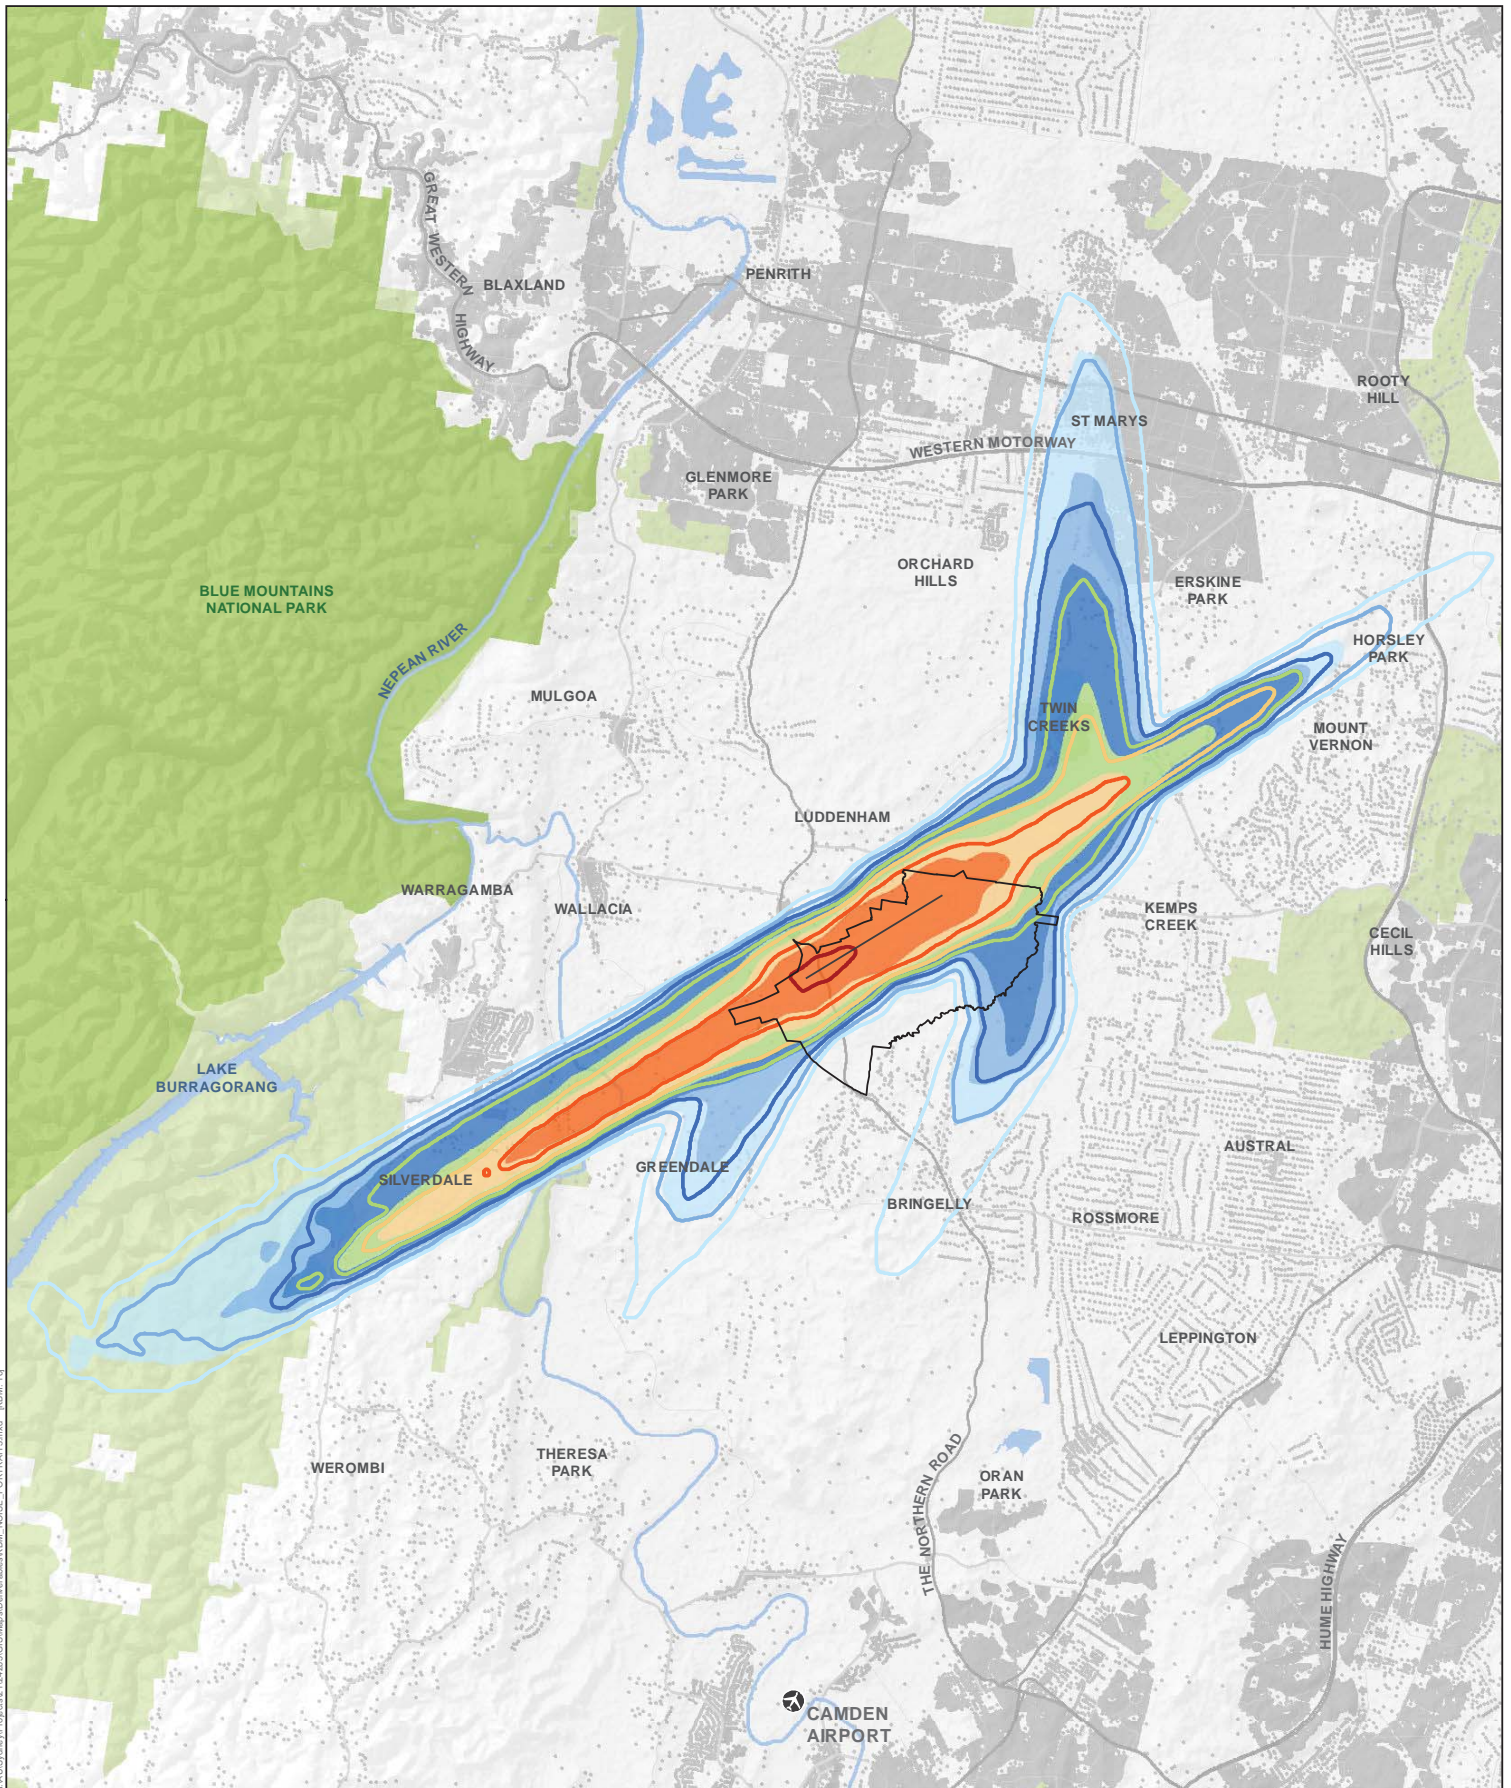 GREAT WESTERN HIGHWAY
BLAXLAND
PENRITH
ROOTY
HILL
ST MARYS
WESTERN MOTORWAY
GLENMORE
PARK
ORCHARD
HILLS
ERSKINE
PARK
BLUE MOUNTAINS
NATIONAL PARK
NEPEAN RIVER
HORSLEY
PARK
MULGOA
TWIN
CREEKS
MOUNT
VERNON
LUDDENHAM
WARRAGAMBA
WALLACIA
KEMPS
CREEK
CECIL
HILLS
LAKE
BURRAGORANG
AUSTRAL
SILVERDALE
GREENDALE
BRINGELLY
ROSSMORE
LEPPINGTON
THERESA
PARK
WEROMBI
ORAN
PARK
THE NORTHERN ROAD
HUME HIGHWAY
CAMDEN
AIRPORT